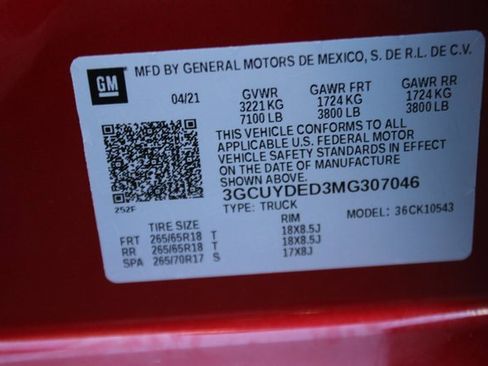 GM MFD BY GENERAL MOTORS DE MEXICO, S. DE R.L. DE C.V.
04/21 GVWR GAWR FRT GAWR RR
3221 KG 1724 KG 1724 KG
7100 LB 3800 LB 3800 LB
THIS VEHICLE CONFORMS TO ALL
APPLICABLE U.S. FEDERAL MOTOR
VEHICLE SAFETY STANDARDS IN EFFECT
ON THE DATE OF MANUFACTURE
SHOWN ABOVE.
3GCUYDED3MG307046
252F TYPE: TRUCK MODEL: 36CK10543
TIRE SIZE RIM
FRT 265/65R18 T 18X8.5J
RR 265/65R18 T 18X8.5J
SPA 265/70R17 S 17X8J